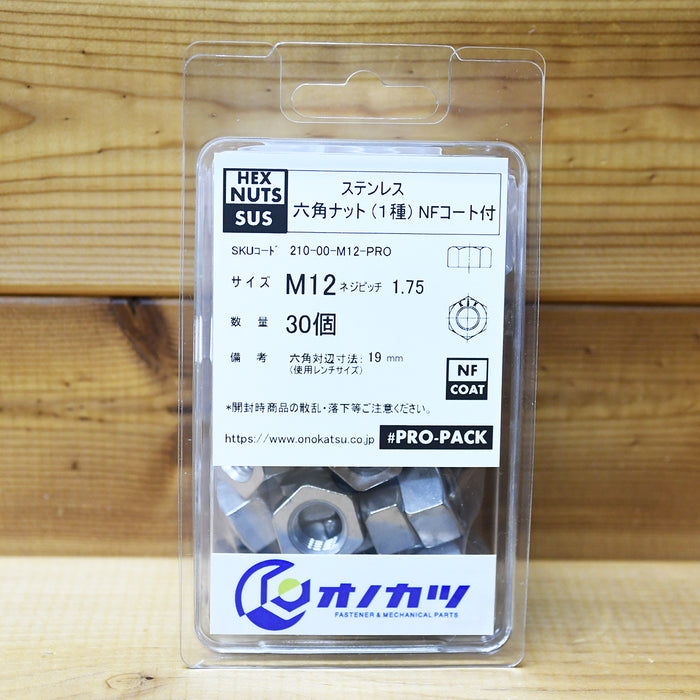 HEX
NUTS
SUS
ステンレス
六角ナット(1種)NFコート付
SKUコード 210-00-M12-PRO
サイズ M12 ネジピッチ 1.75
数量 30個
備考 六角対辺寸法: 19 mm
(使用レンチサイズ)
NF
COAT
*開封時商品の散乱・落下等ご注意ください。
https://www.onokatsu.co.jp #PRO-PACK
オノカツ
FASTENER & MECHANICAL PARTS